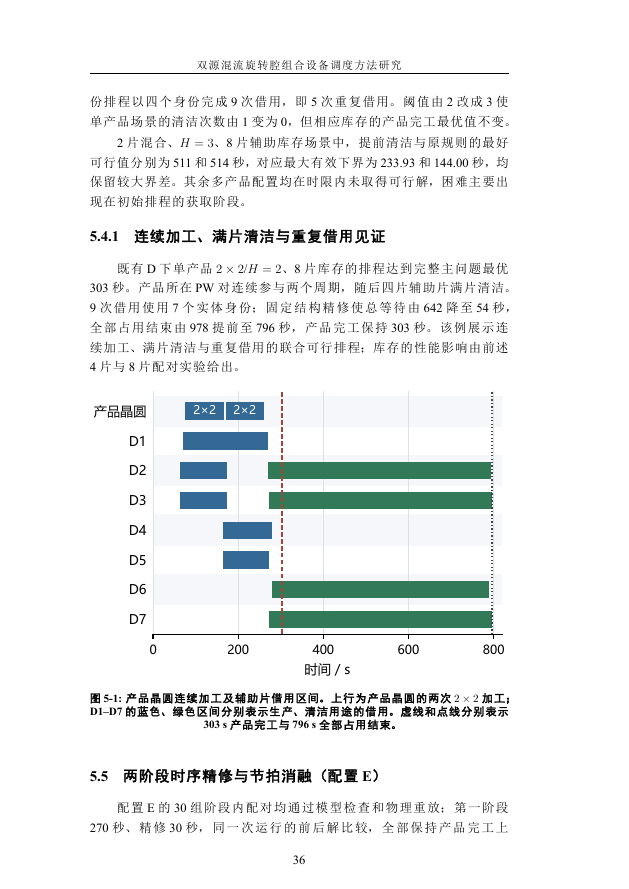 双源混流旋转腔组合设备调度方法研究
份排程以四个身份完成 9 次借用，即 5 次重复借用。阈值由 2 改成 3 使
单产品场景的清洁次数由 1 变为 0，但相应库存的产品完工最优值不变。
2 片混合、H = 3、8 片辅助库存场景中，提前清洁与原规则的最好
可行值分别为 511 和 514 秒，对应最大有效下界为 233.93 和 144.00 秒，均
保留较大界差。其余多产品配置均在时限内未取得可行解，困难主要出
现在初始排程的获取阶段。
5.4.1 连续加工、满片清洁与重复借用见证
既有 D 下单产品 2 × 2/H = 2、8 片库存的排程达到完整主问题最优
303 秒。产品所在 PW 对连续参与两个周期，随后四片辅助片满片清洁。
9 次借用使用 7 个实体身份；固定结构精修使总等待由 642 降至 54 秒，
全部占用结束由 978 提前至 796 秒，产品完工保持 303 秒。该例展示连
续加工、满片清洁与重复借用的联合可行排程；库存的性能影响由前述
4 片与 8 片配对实验给出。
产品晶圆 2×2 2×2
D1
D2
D3
D4
D5
D6
D7
0 200 400 600 800
时间 / s
图 5-1: 产品晶圆连续加工及辅助片借用区间。上行为产品晶圆的两次 2 × 2 加工；
D1–D7 的蓝色、绿色区间分别表示生产、清洁用途的借用。虚线和点线分别表示
303 s 产品完工与 796 s 全部占用结束。
5.5 两阶段时序精修与节拍消融（配置 E）
配置 E 的 30 组阶段内配对均通过模型检查和物理重放；第一阶段
270 秒、精修 30 秒，同一次运行的前后解比较，全部保持产品完工上
36